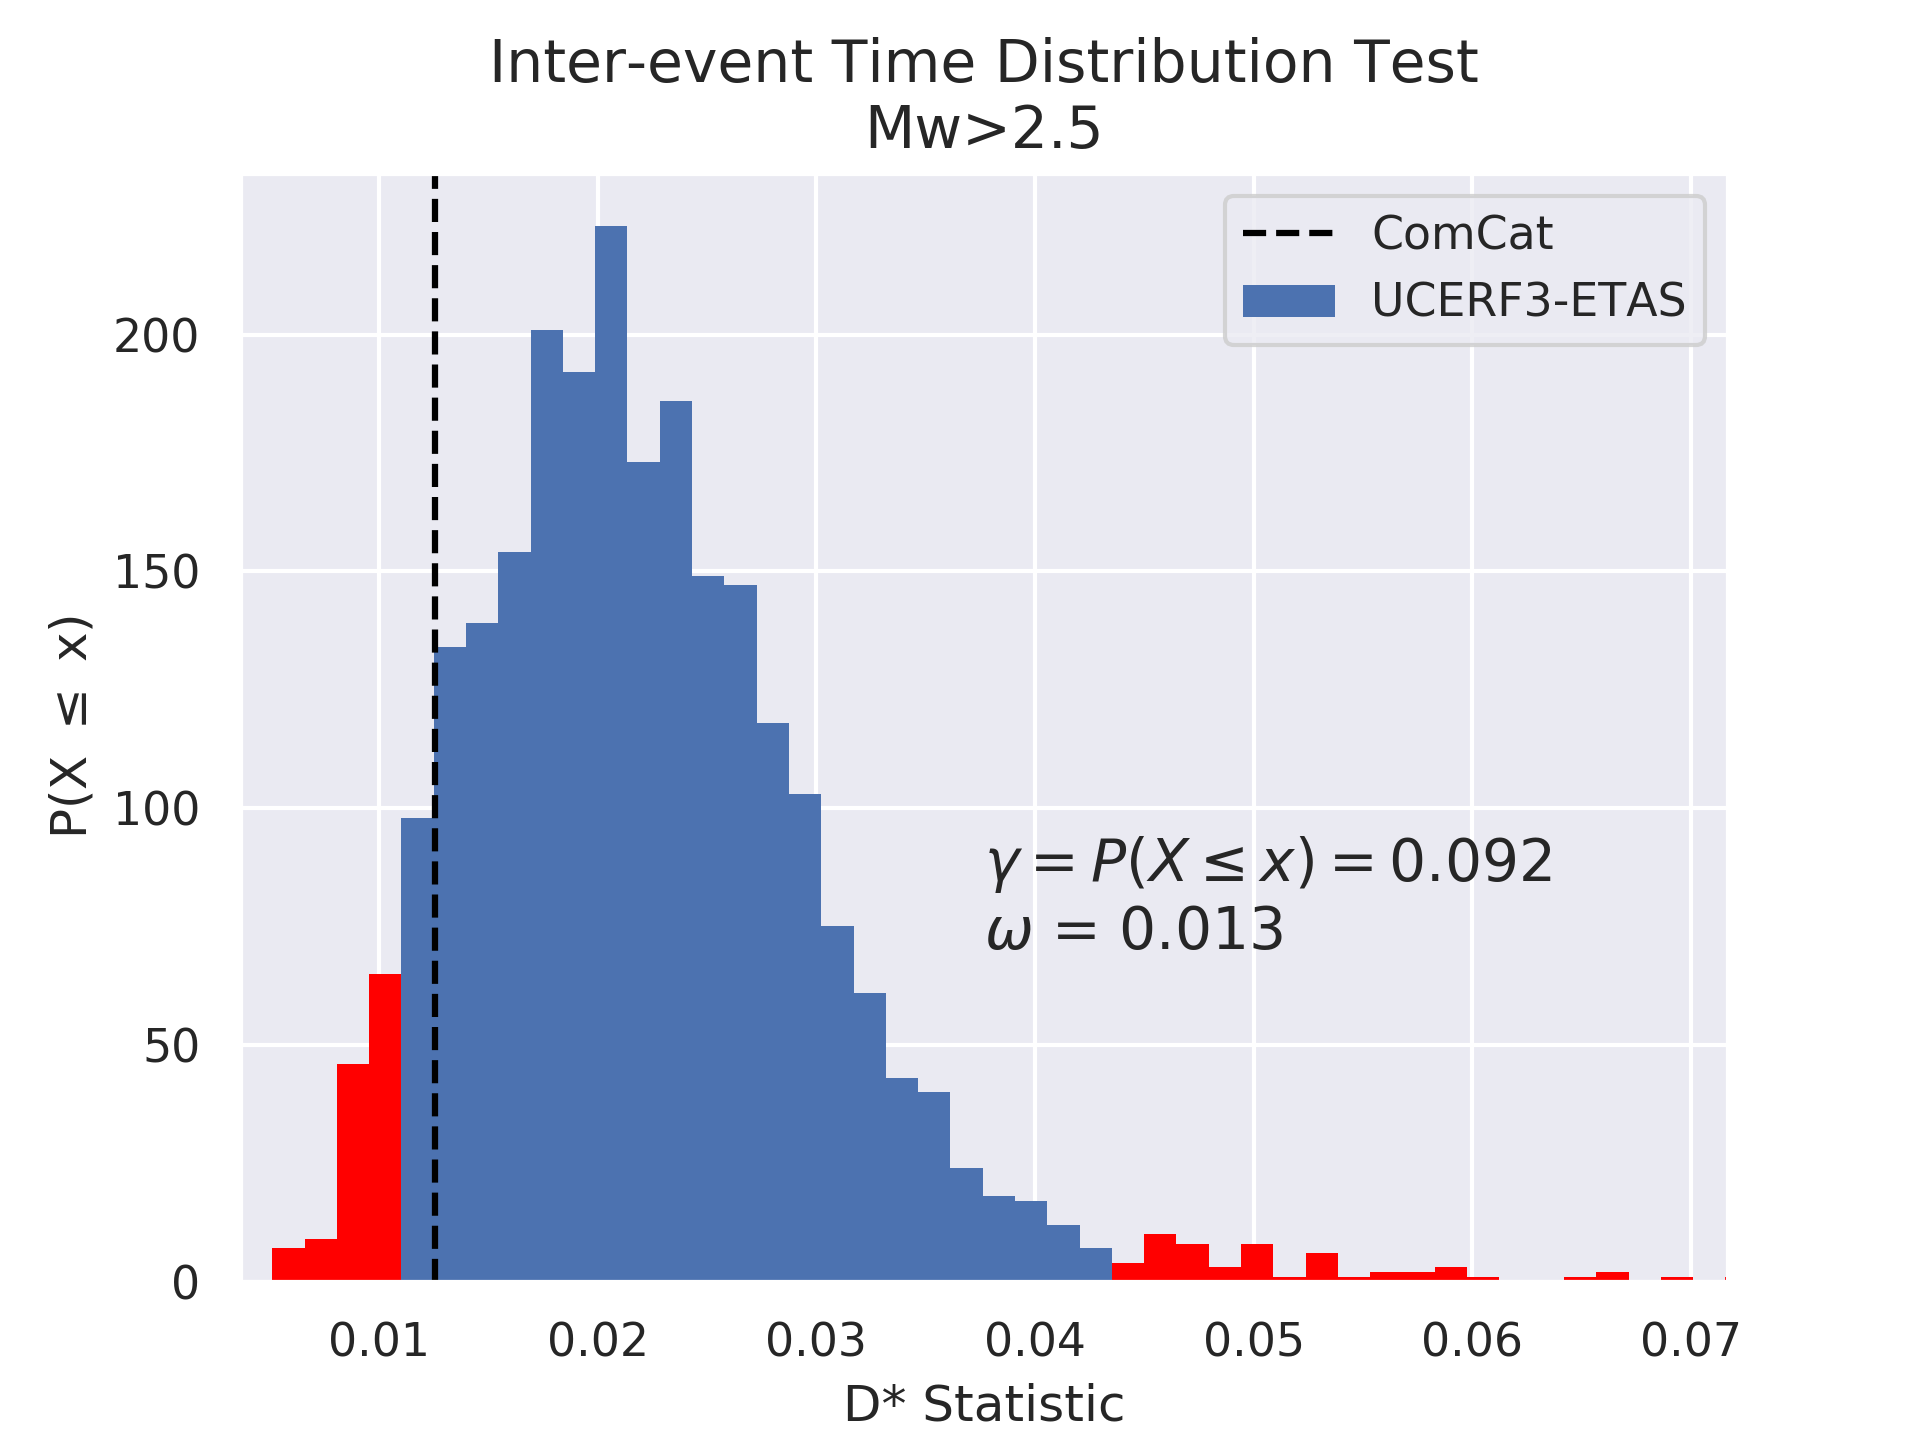 Inter-event Time Distribution Test
Mw>2.5
ComCat
UCERF3-ETAS
P(X ≤ x)
200
150
100
50
0
γ = P(X ≤ x) = 0.092
ω = 0.013
0.01 0.02 0.03 0.04 0.05 0.06 0.07
D* Statistic